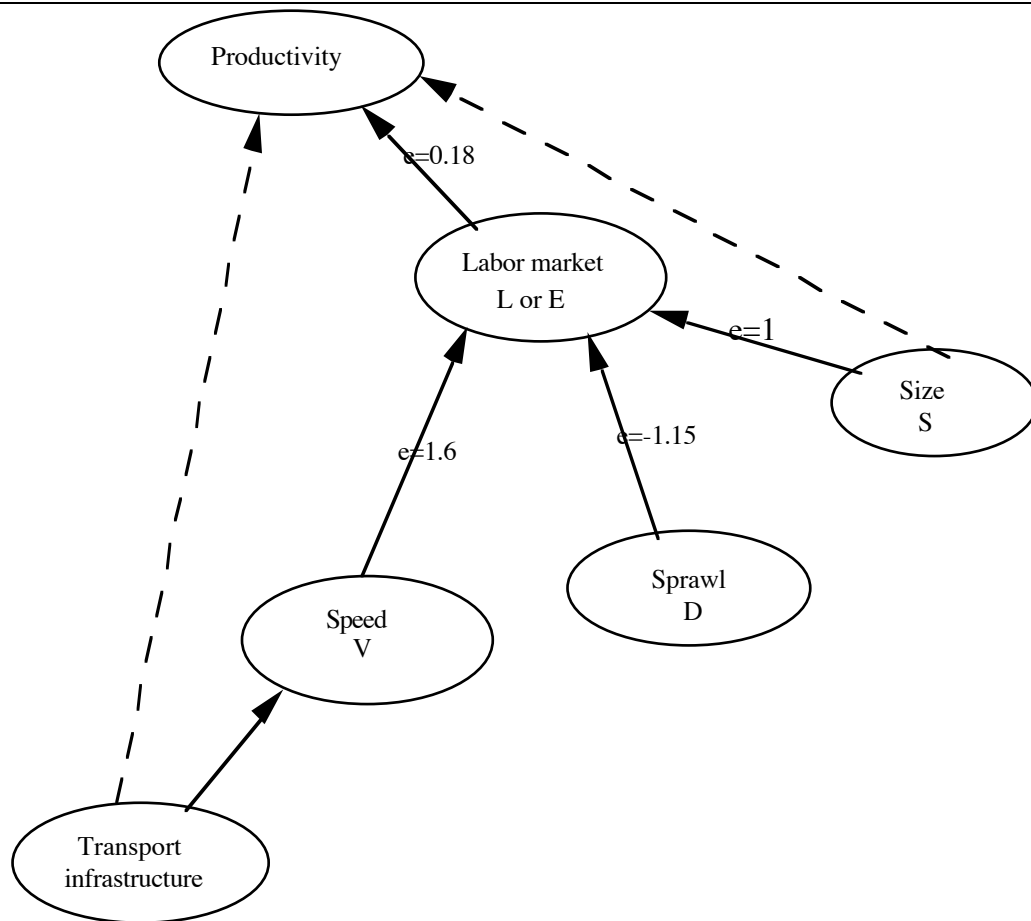 Productivity
e=0.18
Labor market
L or E
e=1
Size
S
e=1.6
e=-1.15
Sprawl
D
Speed
V
Transport
infrastructure